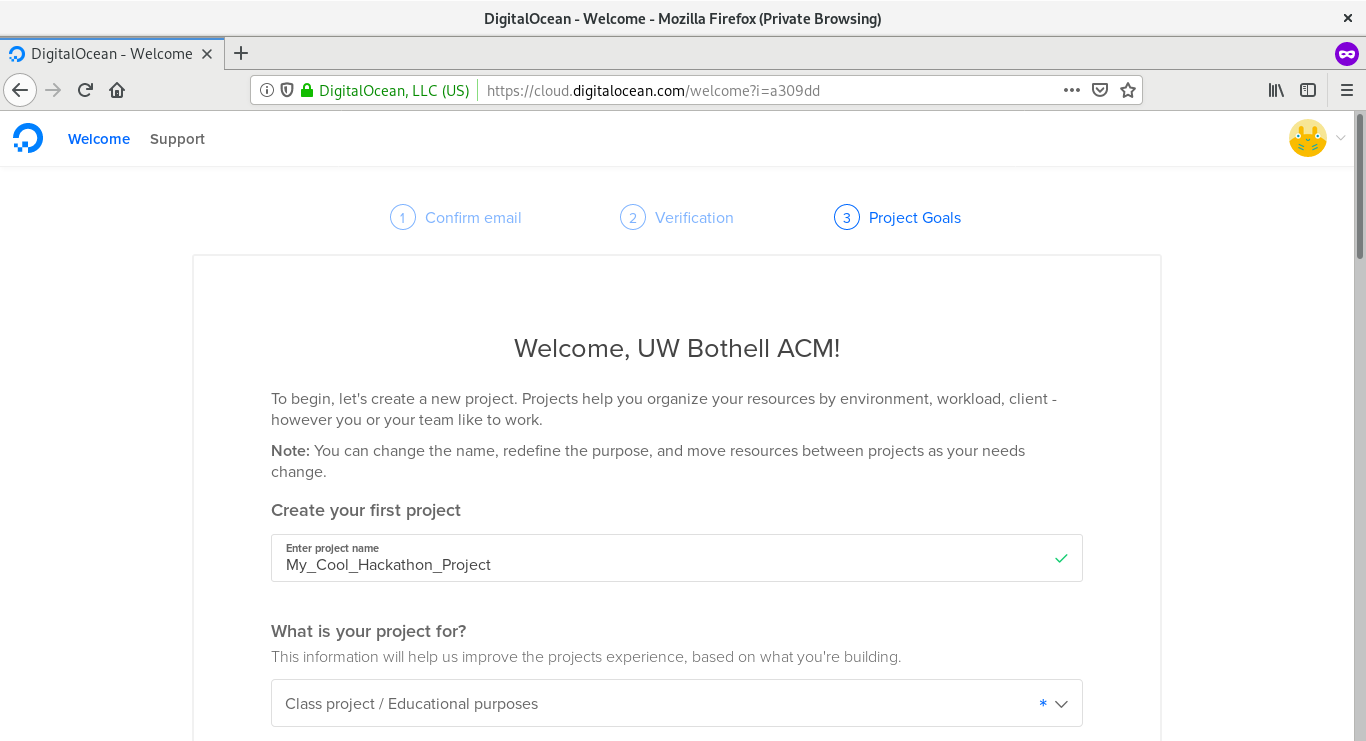 DigitalOcean - Welcome - Mozilla Firefox (Private Browsing)
DigitalOcean - Welcome
DigitalOcean, LLC (US) https://cloud.digitalocean.com/welcome?i=a309dd
Welcome Support
1 Confirm email 2 Verification 3 Project Goals
Welcome, UW Bothell ACM!
To begin, let's create a new project. Projects help you organize your resources by environment, workload, client -
however you or your team like to work.
Note: You can change the name, redefine the purpose, and move resources between projects as your needs
change.
Create your first project
Enter project name
My_Cool_Hackathon_Project
What is your project for?
This information will help us improve the projects experience, based on what you're building.
Class project / Educational purposes *